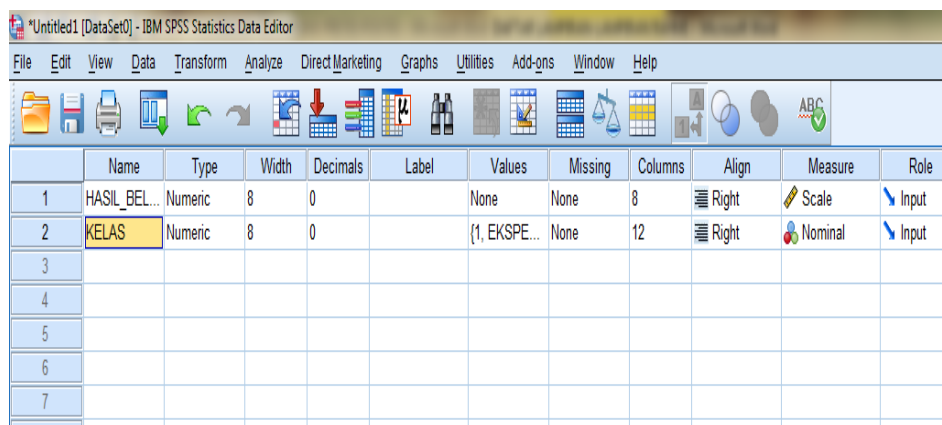 *Untitled1 [DataSet0] - IBM SPSS Statistics Data Editor
File Edit View Data Transform Analyze Direct Marketing Graphs Utilities Add-ons Window Help
A
1
ABC
Name Type Width Decimals Label Values Missing Columns Align Measure Role
1 HASIL_BEL... Numeric 8 0 None None 8 Right Scale Input
2 KELAS Numeric 8 0 {1, EKSPE... None 12 Right Nominal Input
3
4
5
6
7